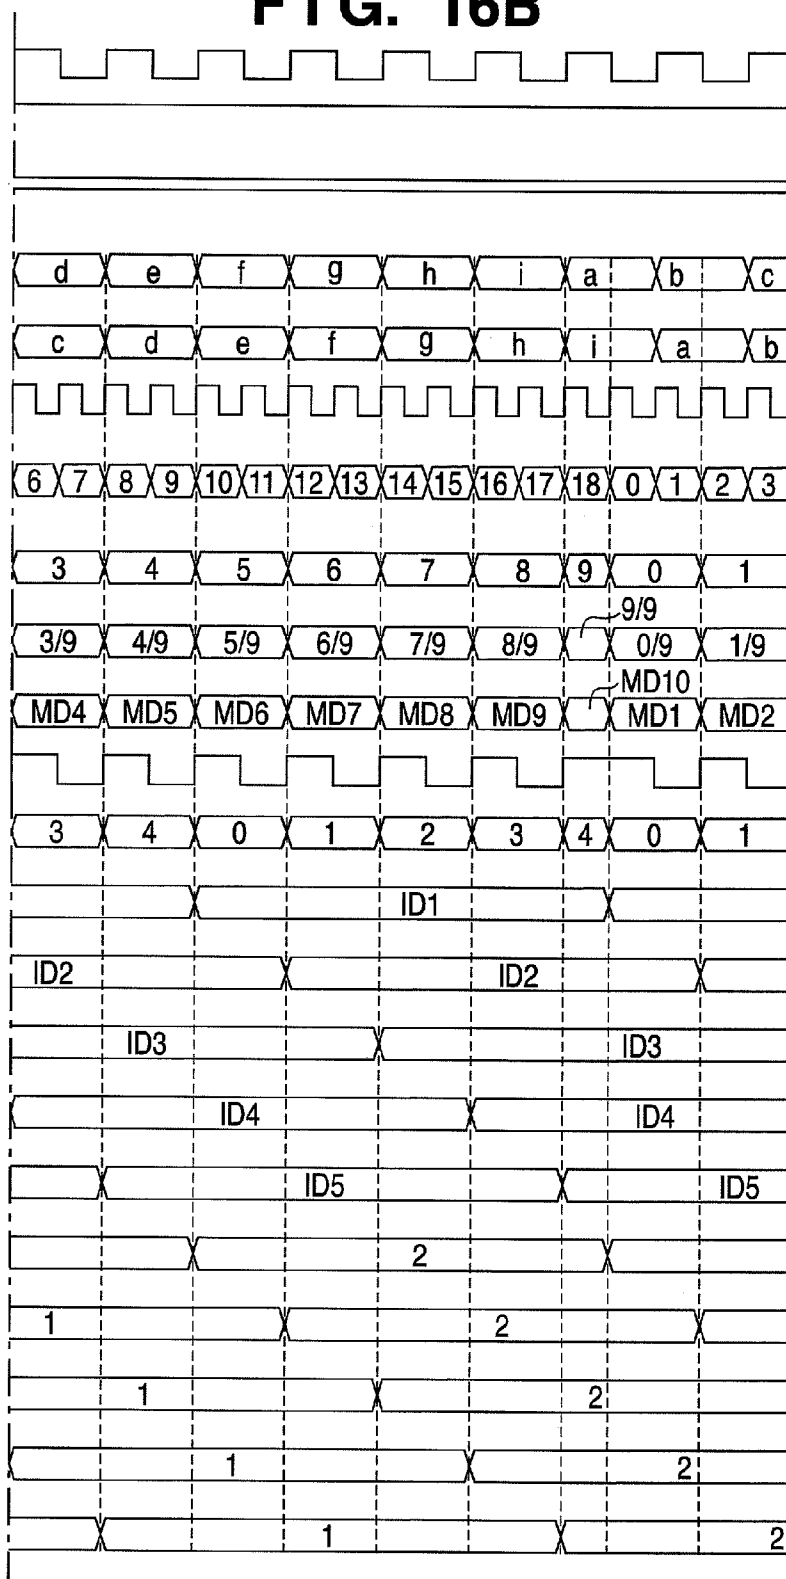 FIG. 16B
d e f g h i a b c
c d e f g h i a b
6 7 8 9 10 11 12 13 14 15 16 17 18 0 1 2 3
3 4 5 6 7 8 9 0 1
9/9
3/9 4/9 5/9 6/9 7/9 8/9 0/9 1/9
MD10
MD4 MD5 MD6 MD7 MD8 MD9 MD1 MD2
3 4 0 1 2 3 4 0 1
ID1
ID2 ID2
ID3 ID3
ID4 ID4
ID5 ID5
2
1 2
1 2
1 2
1 2